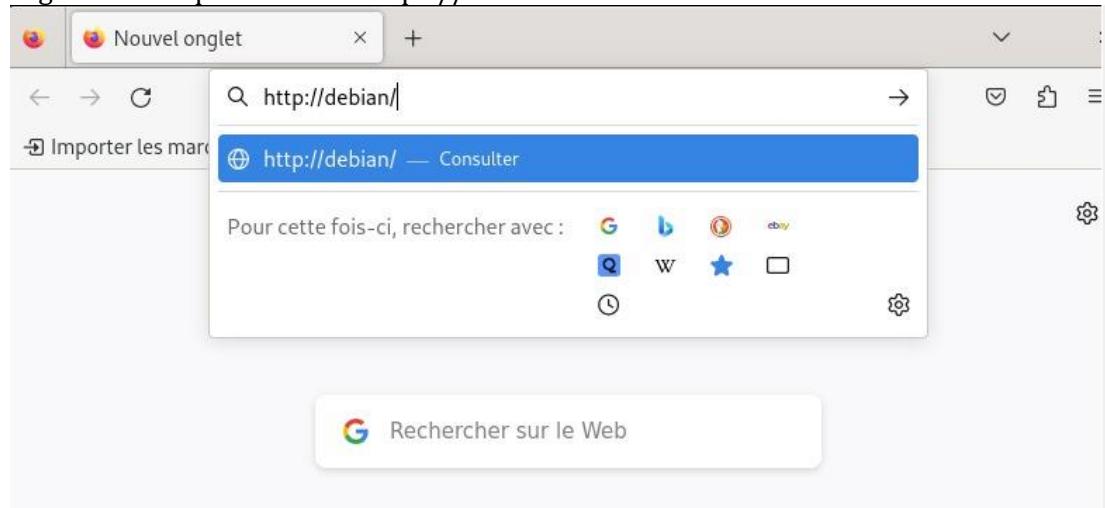 Nouvel onglet
http://debian/
Importer les marq
http://debian/ — Consulter
Pour cette fois-ci, rechercher avec :
G b ebay
Q W
G Rechercher sur le Web